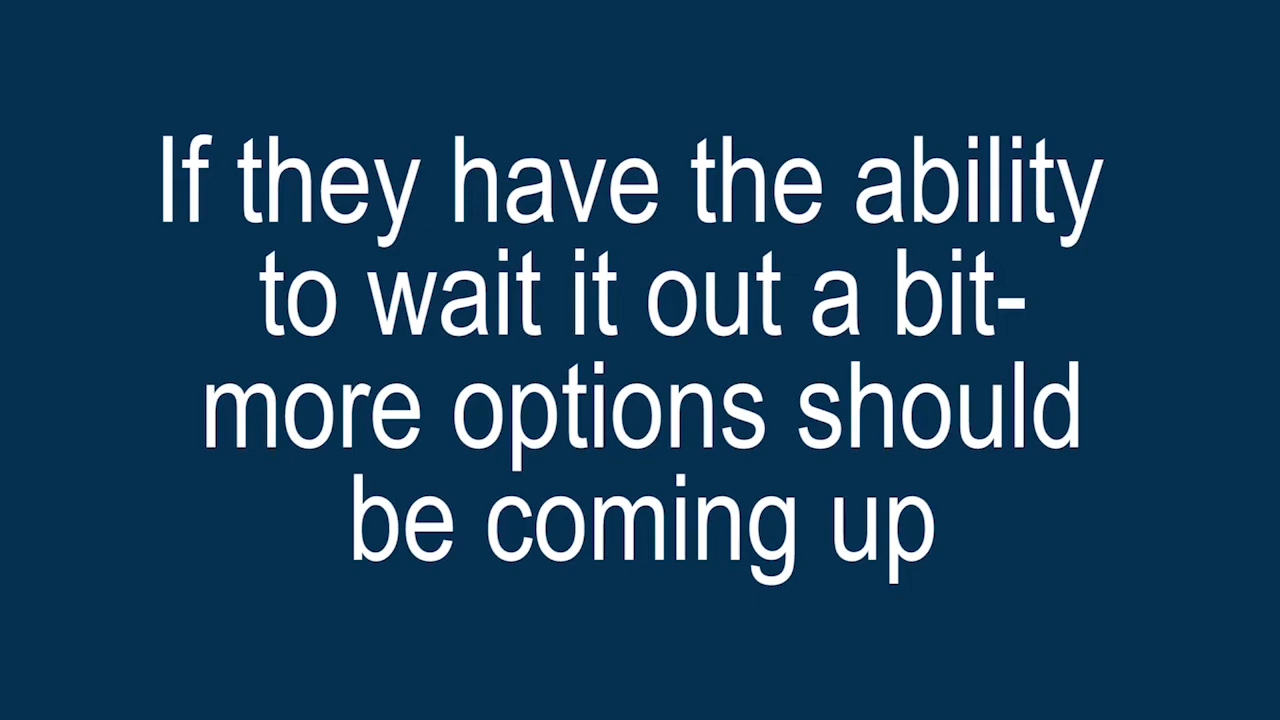 If they have the ability
to wait it out a bit-
more options should
be coming up